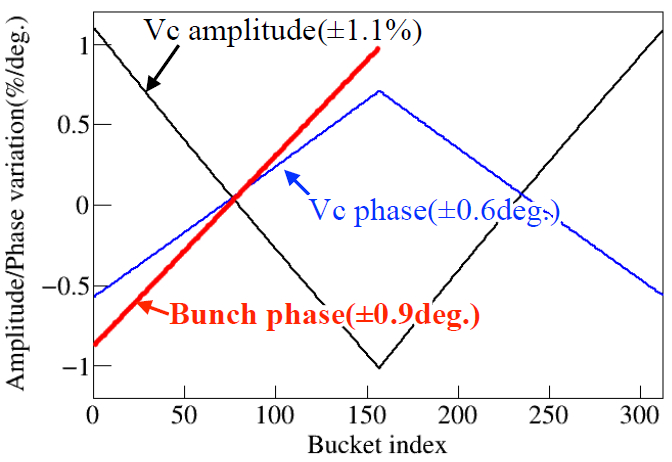 Vc amplitude(±1.1%)
1
0.5
0
−0.5
−1
Vc phase(±0.6deg.)
Bunch phase(±0.9deg.)
Amplitude/Phase variation(%/deg.)
0 50 100 150 200 250 300
Bucket index